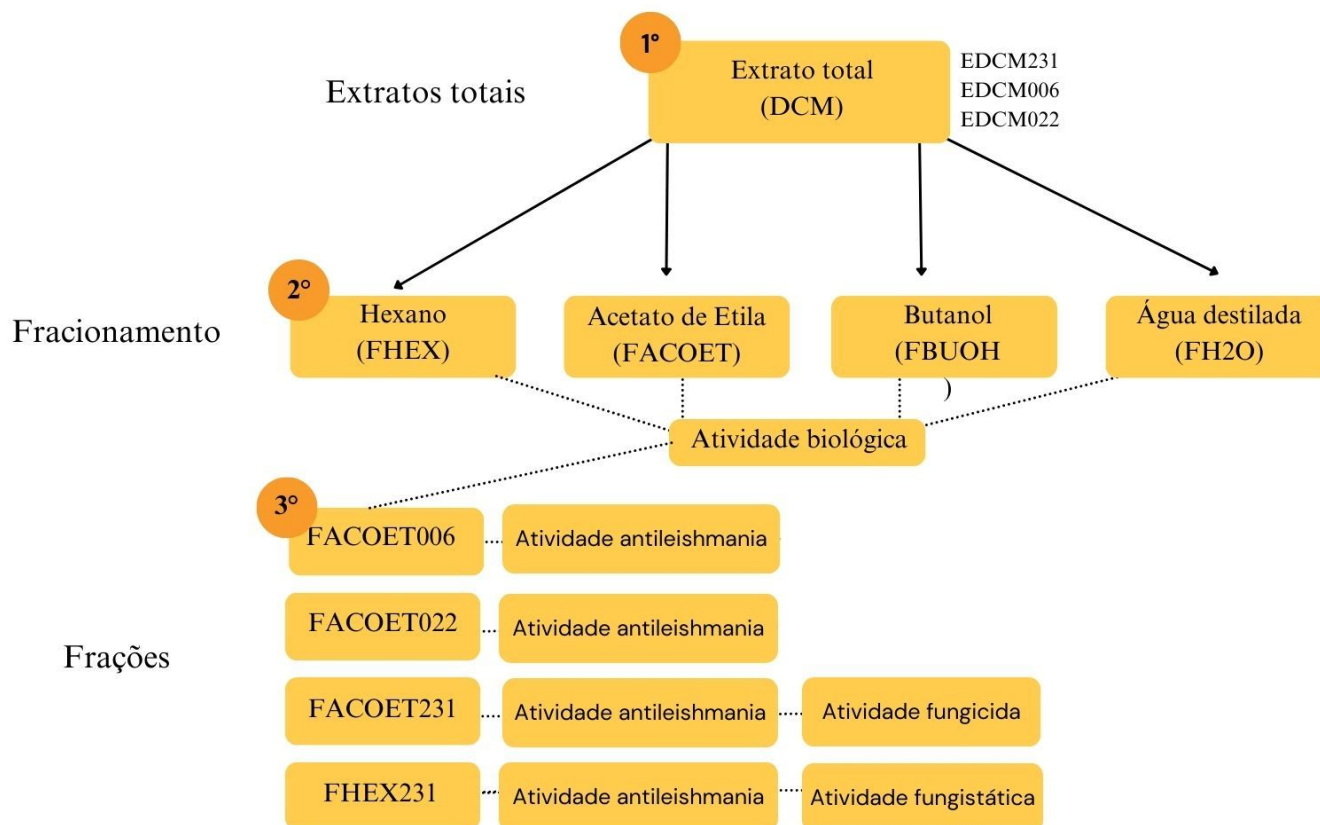 1°
Extratos totais
Extrato total
(DCM)
EDCM231
EDCM006
EDCM022
2°
Fracionamento
Hexano
(FHEX)
Acetato de Etila
(FACOET)
Butanol
(FBUOH
)
Água destilada
(FH2O)
Atividade biológica
3°
Frações
FACOET006
Atividade antileishmania
FACOET022
Atividade antileishmania
FACOET231
Atividade antileishmania
Atividade fungicida
FHEX231
Atividade antileishmania
Atividade fungistática